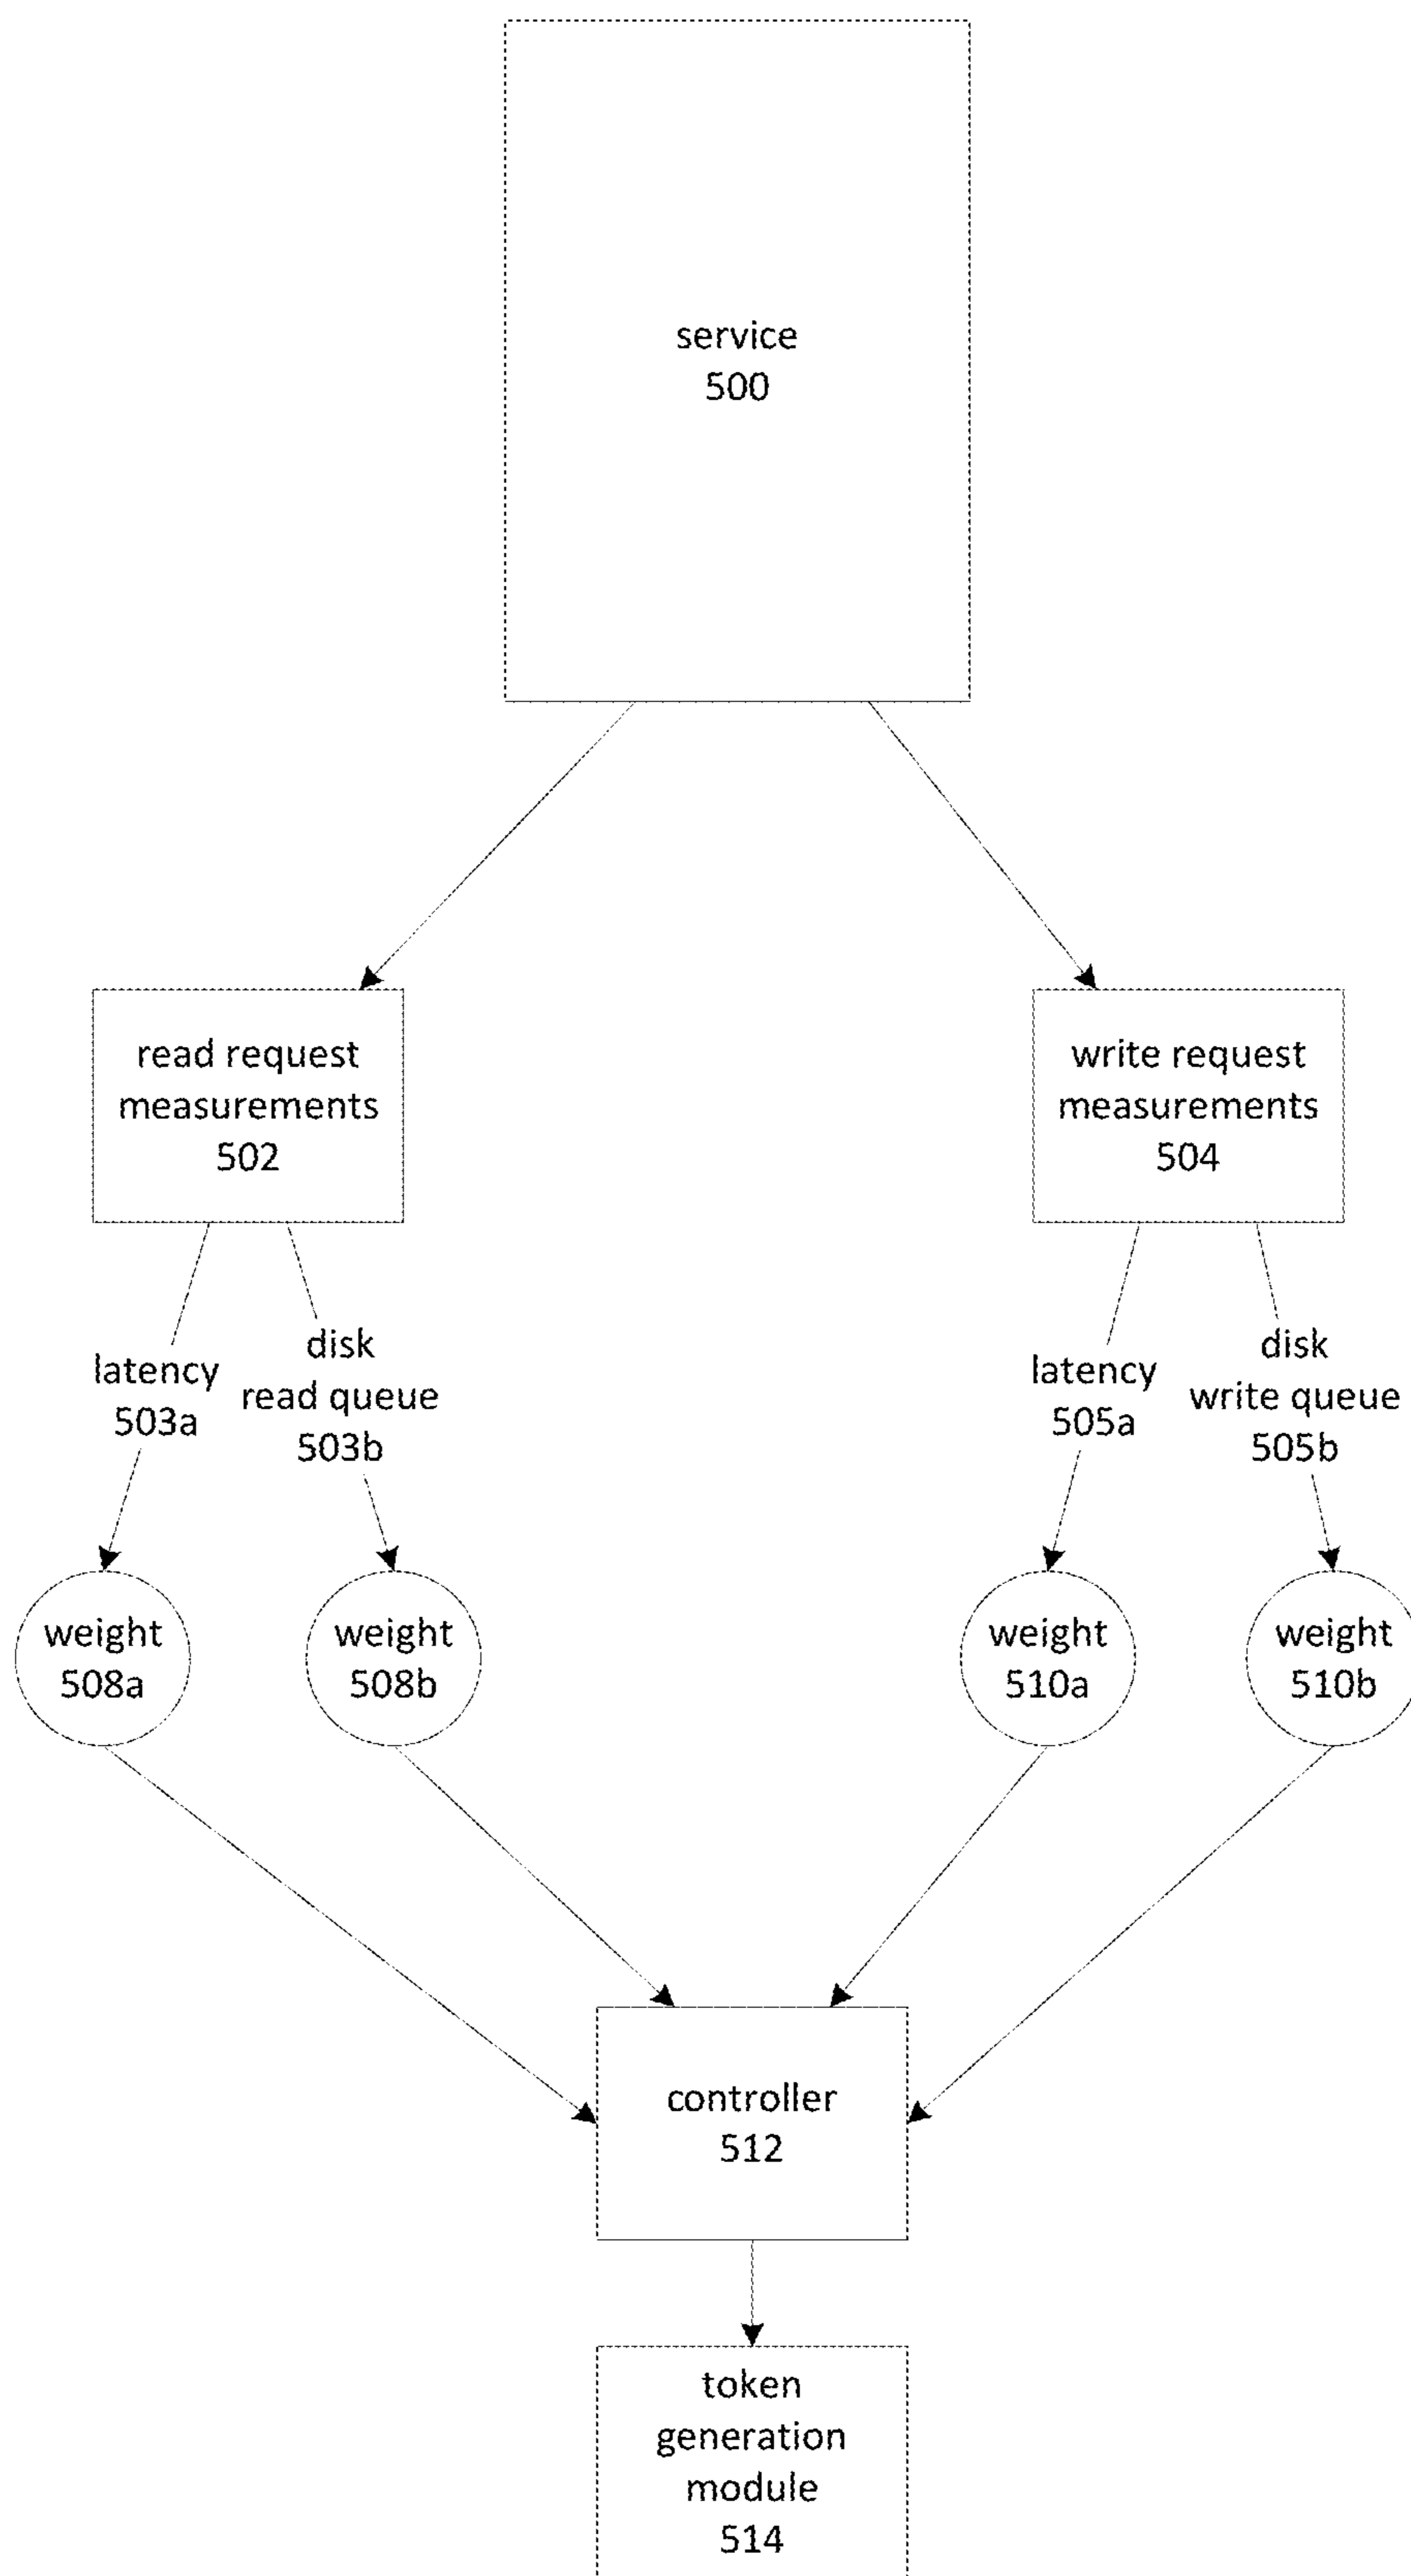 service
500
read request
measurements
502
write request
measurements
504
latency
503a
disk
read queue
503b
latency
505a
disk
write queue
505b
weight
508a
weight
508b
weight
510a
weight
510b
controller
512
token
generation
module
514